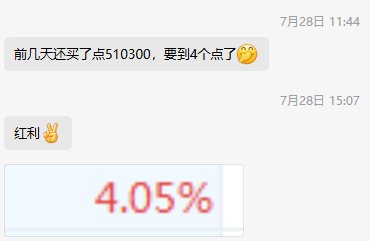 7月28日 11:44
前几天还买了点510300，要到4个点了
7月28日 15:07
红利
4.05%